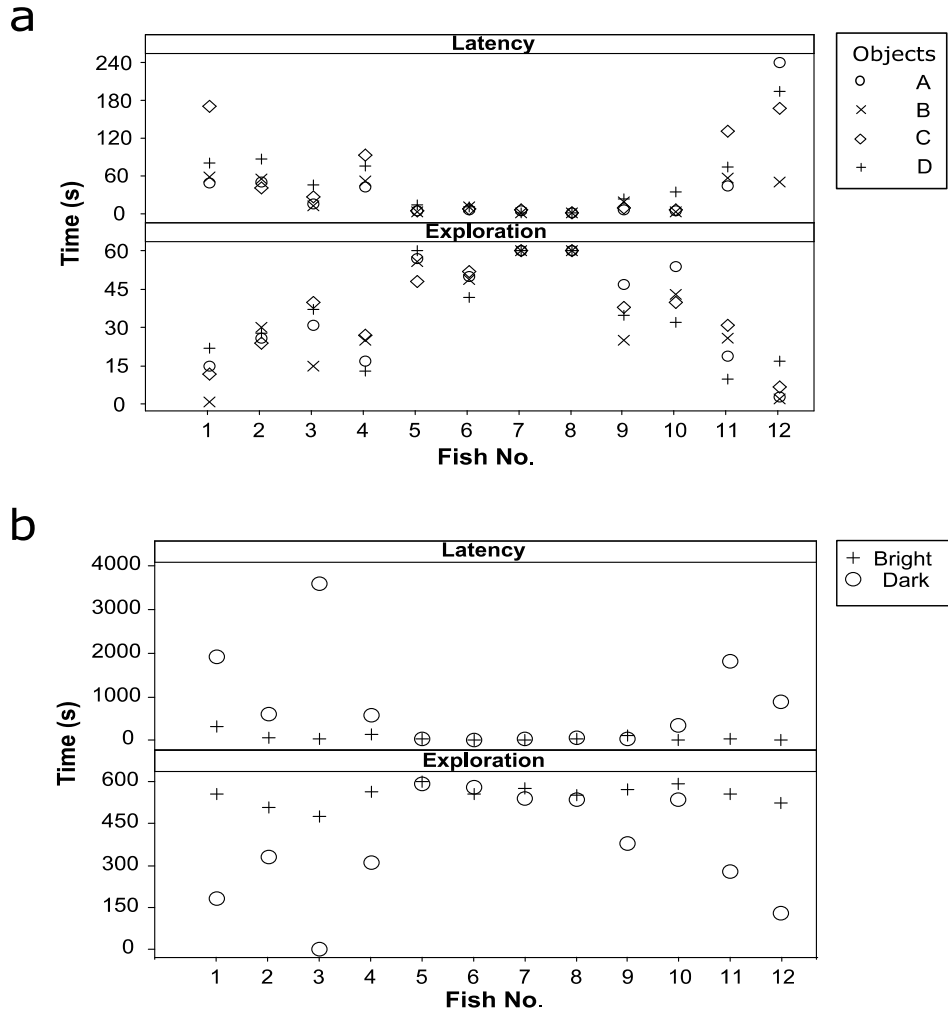 a
Latency
240
180
120
60
0
Exploration
60
45
30
15
0
Time (s)
1 2 3 4 5 6 7 8 9 10 11 12
Fish No.
Objects
A
B
C
D
b
Latency
4000
3000
2000
1000
0
Exploration
600
450
300
150
0
Time (s)
1 2 3 4 5 6 7 8 9 10 11 12
Fish No.
Bright
Dark